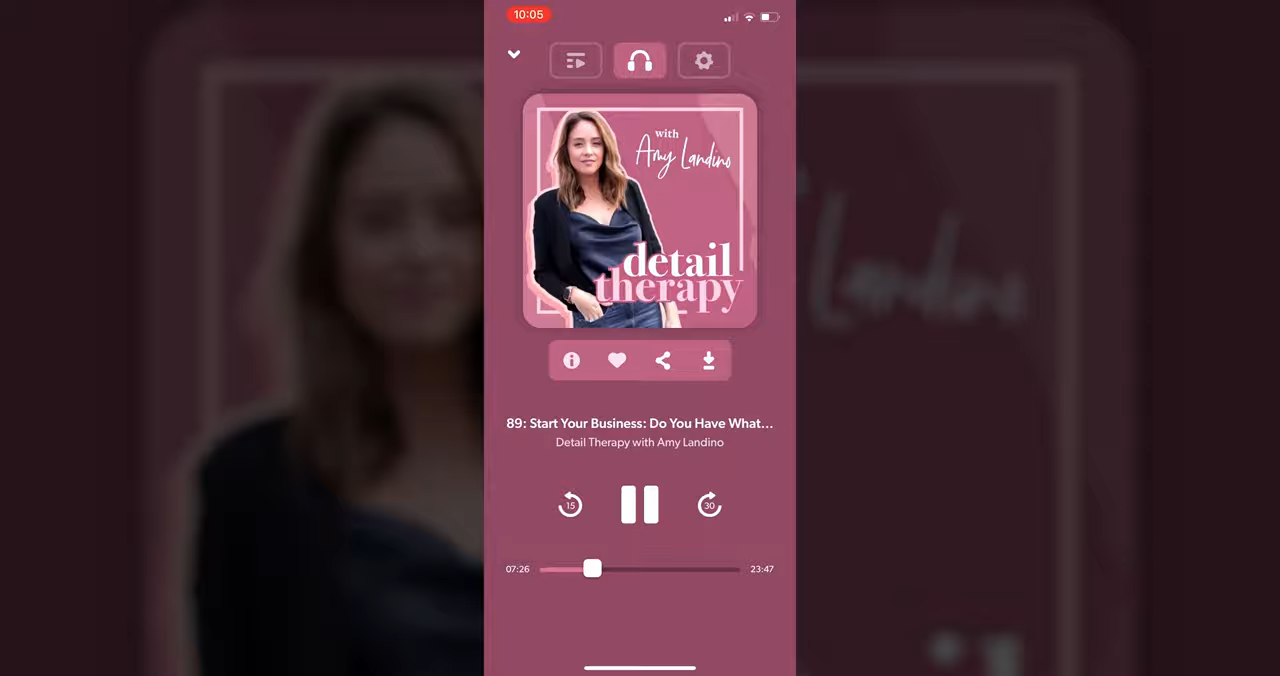 10:05
with
Amy Landino
detail
therapy
89: Start Your Business: Do You Have What...
Detail Therapy with Amy Landino
15
30
07:26
23:47
Landino